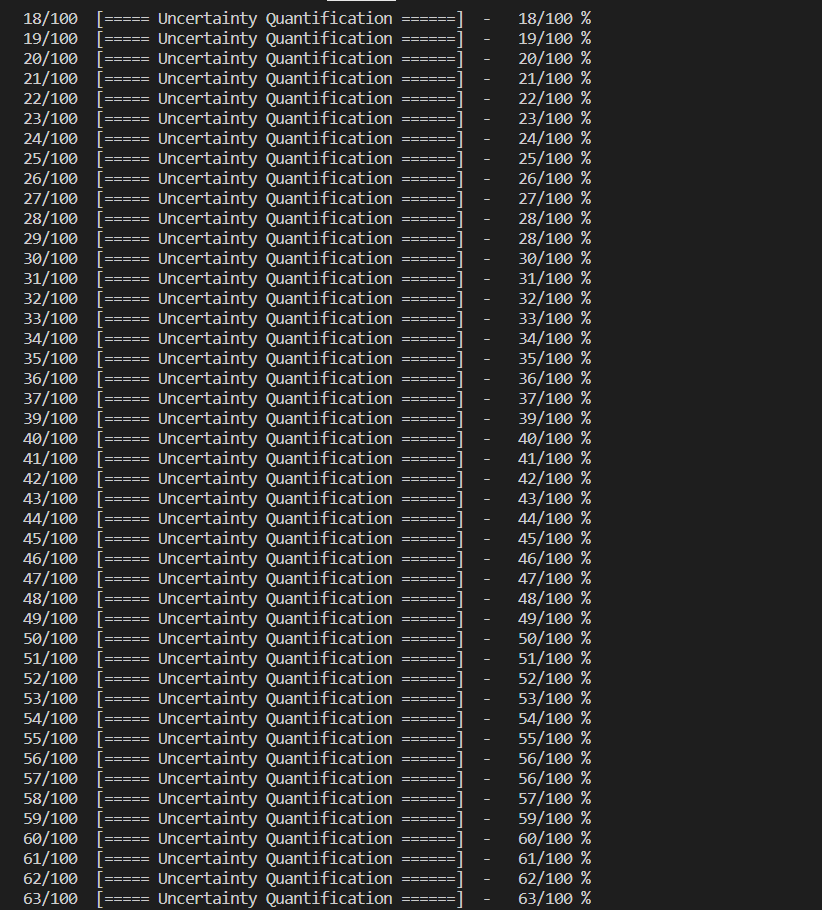 18/100 [===== Uncertainty Quantification ======] - 18/100 %
19/100 [===== Uncertainty Quantification ======] - 19/100 %
20/100 [===== Uncertainty Quantification ======] - 20/100 %
21/100 [===== Uncertainty Quantification ======] - 21/100 %
22/100 [===== Uncertainty Quantification ======] - 22/100 %
23/100 [===== Uncertainty Quantification ======] - 23/100 %
24/100 [===== Uncertainty Quantification ======] - 24/100 %
25/100 [===== Uncertainty Quantification ======] - 25/100 %
26/100 [===== Uncertainty Quantification ======] - 26/100 %
27/100 [===== Uncertainty Quantification ======] - 27/100 %
28/100 [===== Uncertainty Quantification ======] - 28/100 %
29/100 [===== Uncertainty Quantification ======] - 28/100 %
30/100 [===== Uncertainty Quantification ======] - 30/100 %
31/100 [===== Uncertainty Quantification ======] - 31/100 %
32/100 [===== Uncertainty Quantification ======] - 32/100 %
33/100 [===== Uncertainty Quantification ======] - 33/100 %
34/100 [===== Uncertainty Quantification ======] - 34/100 %
35/100 [===== Uncertainty Quantification ======] - 35/100 %
36/100 [===== Uncertainty Quantification ======] - 36/100 %
37/100 [===== Uncertainty Quantification ======] - 37/100 %
39/100 [===== Uncertainty Quantification ======] - 39/100 %
40/100 [===== Uncertainty Quantification ======] - 40/100 %
41/100 [===== Uncertainty Quantification ======] - 41/100 %
42/100 [===== Uncertainty Quantification ======] - 42/100 %
43/100 [===== Uncertainty Quantification ======] - 43/100 %
44/100 [===== Uncertainty Quantification ======] - 44/100 %
45/100 [===== Uncertainty Quantification ======] - 45/100 %
46/100 [===== Uncertainty Quantification ======] - 46/100 %
47/100 [===== Uncertainty Quantification ======] - 47/100 %
48/100 [===== Uncertainty Quantification ======] - 48/100 %
49/100 [===== Uncertainty Quantification ======] - 49/100 %
50/100 [===== Uncertainty Quantification ======] - 50/100 %
51/100 [===== Uncertainty Quantification ======] - 51/100 %
52/100 [===== Uncertainty Quantification ======] - 52/100 %
53/100 [===== Uncertainty Quantification ======] - 53/100 %
54/100 [===== Uncertainty Quantification ======] - 54/100 %
55/100 [===== Uncertainty Quantification ======] - 55/100 %
56/100 [===== Uncertainty Quantification ======] - 56/100 %
57/100 [===== Uncertainty Quantification ======] - 56/100 %
58/100 [===== Uncertainty Quantification ======] - 57/100 %
59/100 [===== Uncertainty Quantification ======] - 59/100 %
60/100 [===== Uncertainty Quantification ======] - 60/100 %
61/100 [===== Uncertainty Quantification ======] - 61/100 %
62/100 [===== Uncertainty Quantification ======] - 62/100 %
63/100 [===== Uncertainty Quantification ======] - 63/100 %